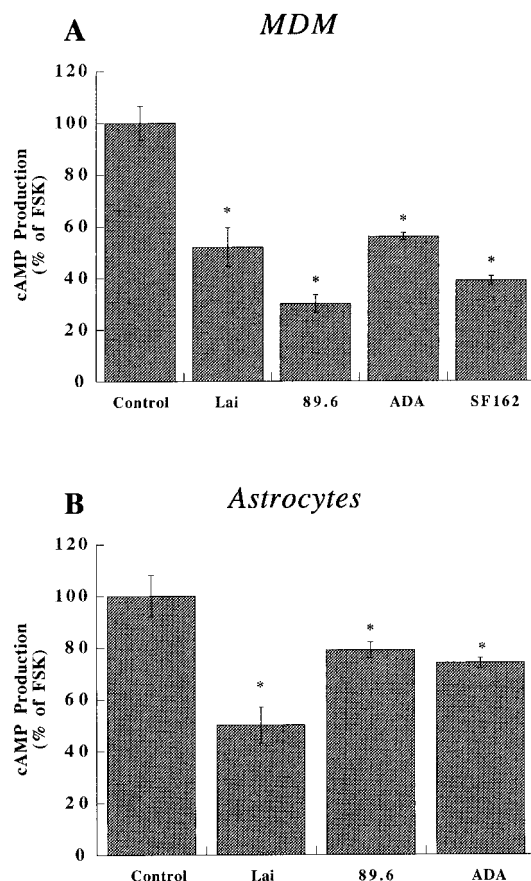 A
MDM
cAMP Production
(% of FSK)
120
100
80
60
40
20
0
*
*
*
*
Control Lai 89.6 ADA SF162
B
Astrocytes
cAMP Production
(% of FSK)
120
100
80
60
40
20
0
*
*
*
Control Lai 89.6 ADA